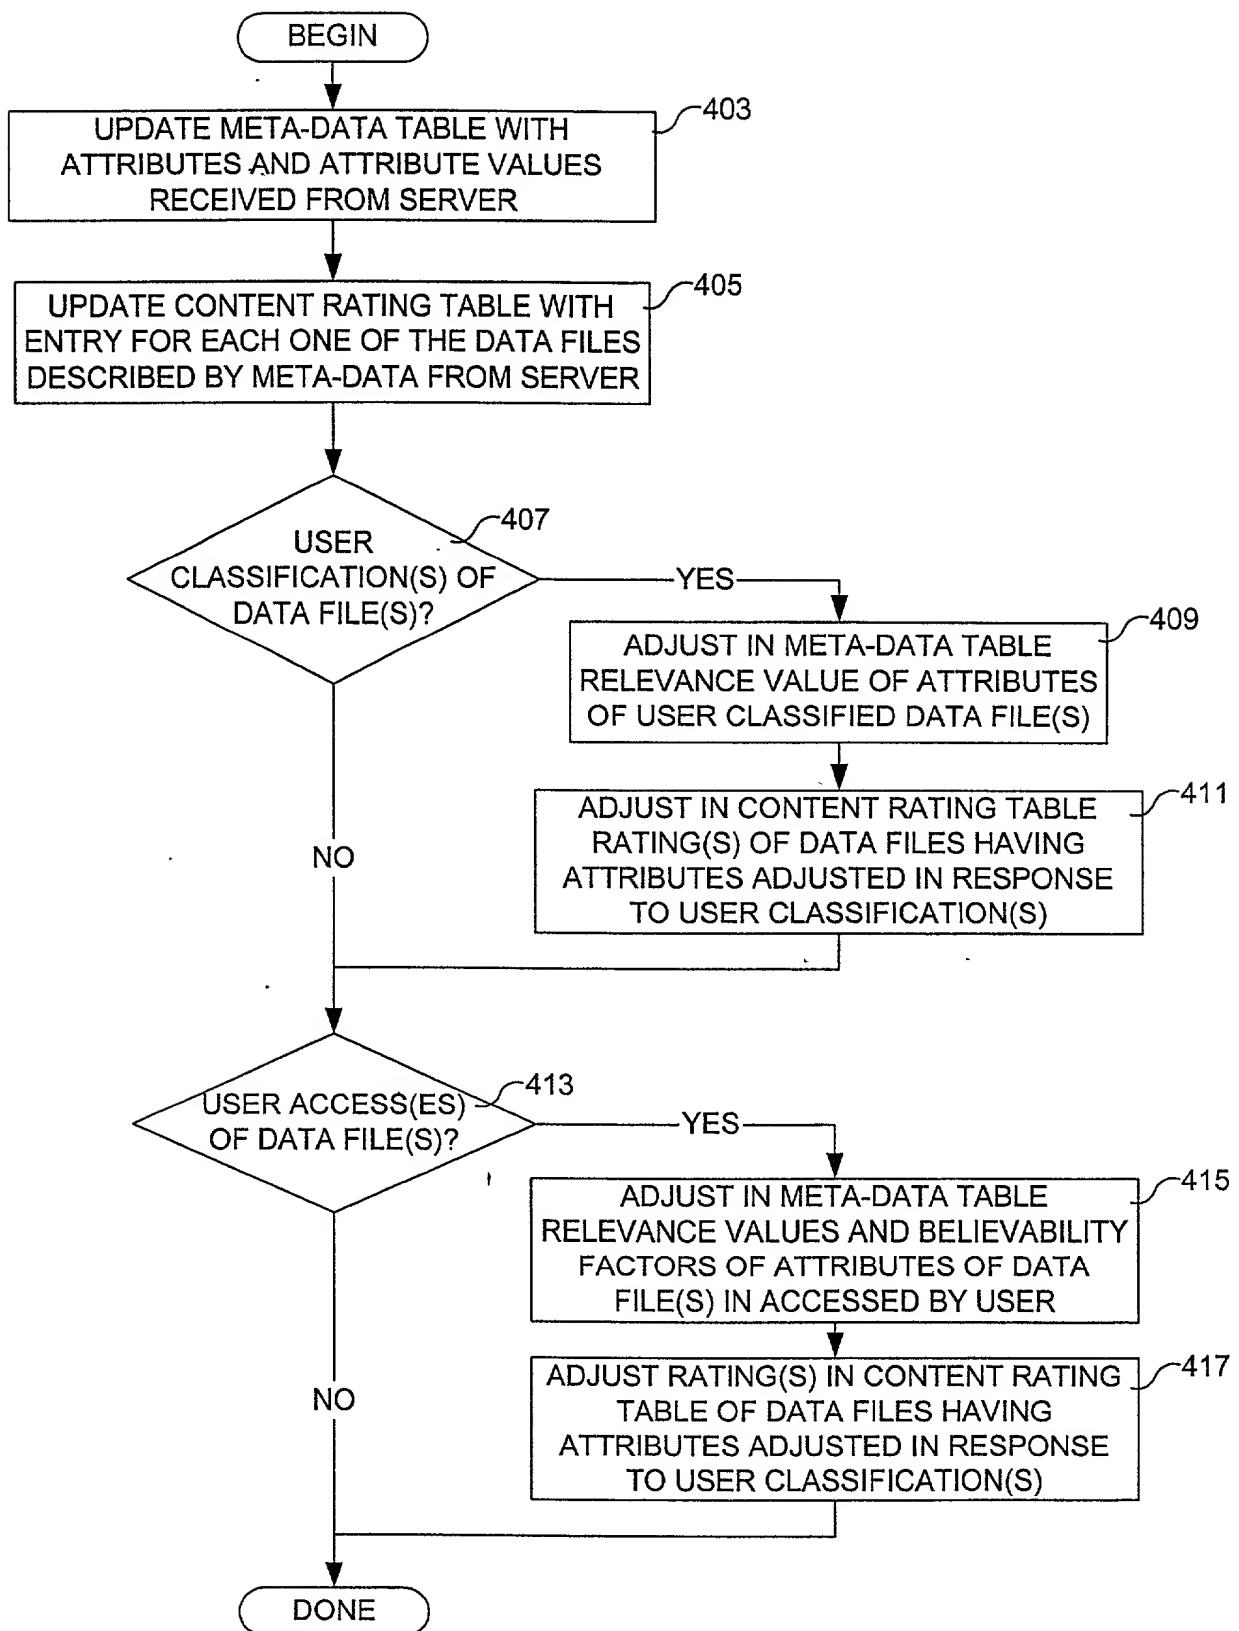 BEGIN
403
UPDATE META-DATA TABLE WITH
ATTRIBUTES AND ATTRIBUTE VALUES
RECEIVED FROM SERVER
405
UPDATE CONTENT RATING TABLE WITH
ENTRY FOR EACH ONE OF THE DATA FILES
DESCRIBED BY META-DATA FROM SERVER
407
USER
CLASSIFICATION(S) OF
DATA FILE(S)?
YES
409
ADJUST IN META-DATA TABLE
RELEVANCE VALUE OF ATTRIBUTES
OF USER CLASSIFIED DATA FILE(S)
411
ADJUST IN CONTENT RATING TABLE
RATING(S) OF DATA FILES HAVING
ATTRIBUTES ADJUSTED IN RESPONSE
TO USER CLASSIFICATION(S)
NO
413
USER ACCESS(ES)
OF DATA FILE(S)?
YES
415
ADJUST IN META-DATA TABLE
RELEVANCE VALUES AND BELIEVABILITY
FACTORS OF ATTRIBUTES OF DATA
FILE(S) IN ACCESSED BY USER
417
ADJUST RATING(S) IN CONTENT RATING
TABLE OF DATA FILES HAVING
ATTRIBUTES ADJUSTED IN RESPONSE
TO USER CLASSIFICATION(S)
NO
DONE